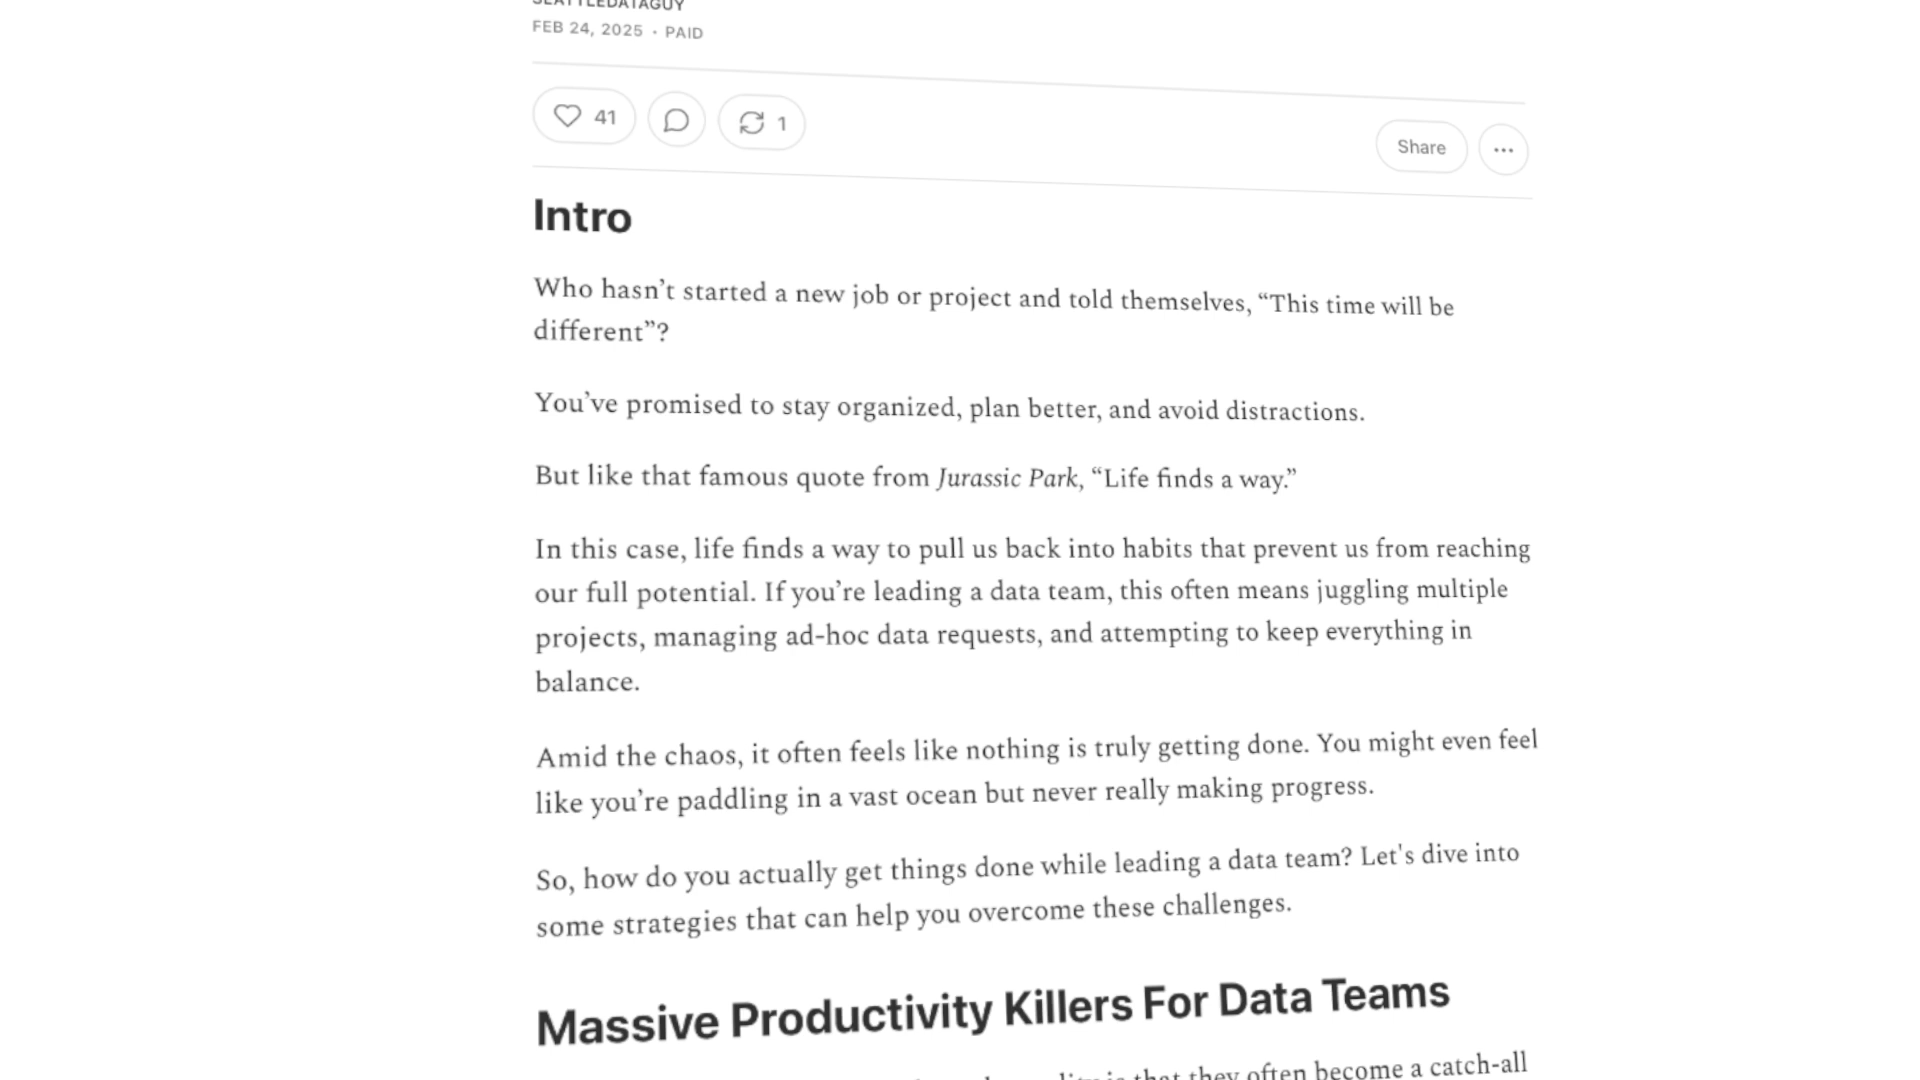 SEATTLEDATAGUY
FEB 24, 2025 · PAID
41
1
Share
Intro
Who hasn’t started a new job or project and told themselves, “This time will be
different”?
You’ve promised to stay organized, plan better, and avoid distractions.
But like that famous quote from Jurassic Park, “Life finds a way.”
In this case, life finds a way to pull us back into habits that prevent us from reaching
our full potential. If you’re leading a data team, this often means juggling multiple
projects, managing ad-hoc data requests, and attempting to keep everything in
balance.
Amid the chaos, it often feels like nothing is truly getting done. You might even feel
like you’re paddling in a vast ocean but never really making progress.
So, how do you actually get things done while leading a data team? Let's dive into
some strategies that can help you overcome these challenges.
Massive Productivity Killers For Data Teams
is that they often become a catch-all